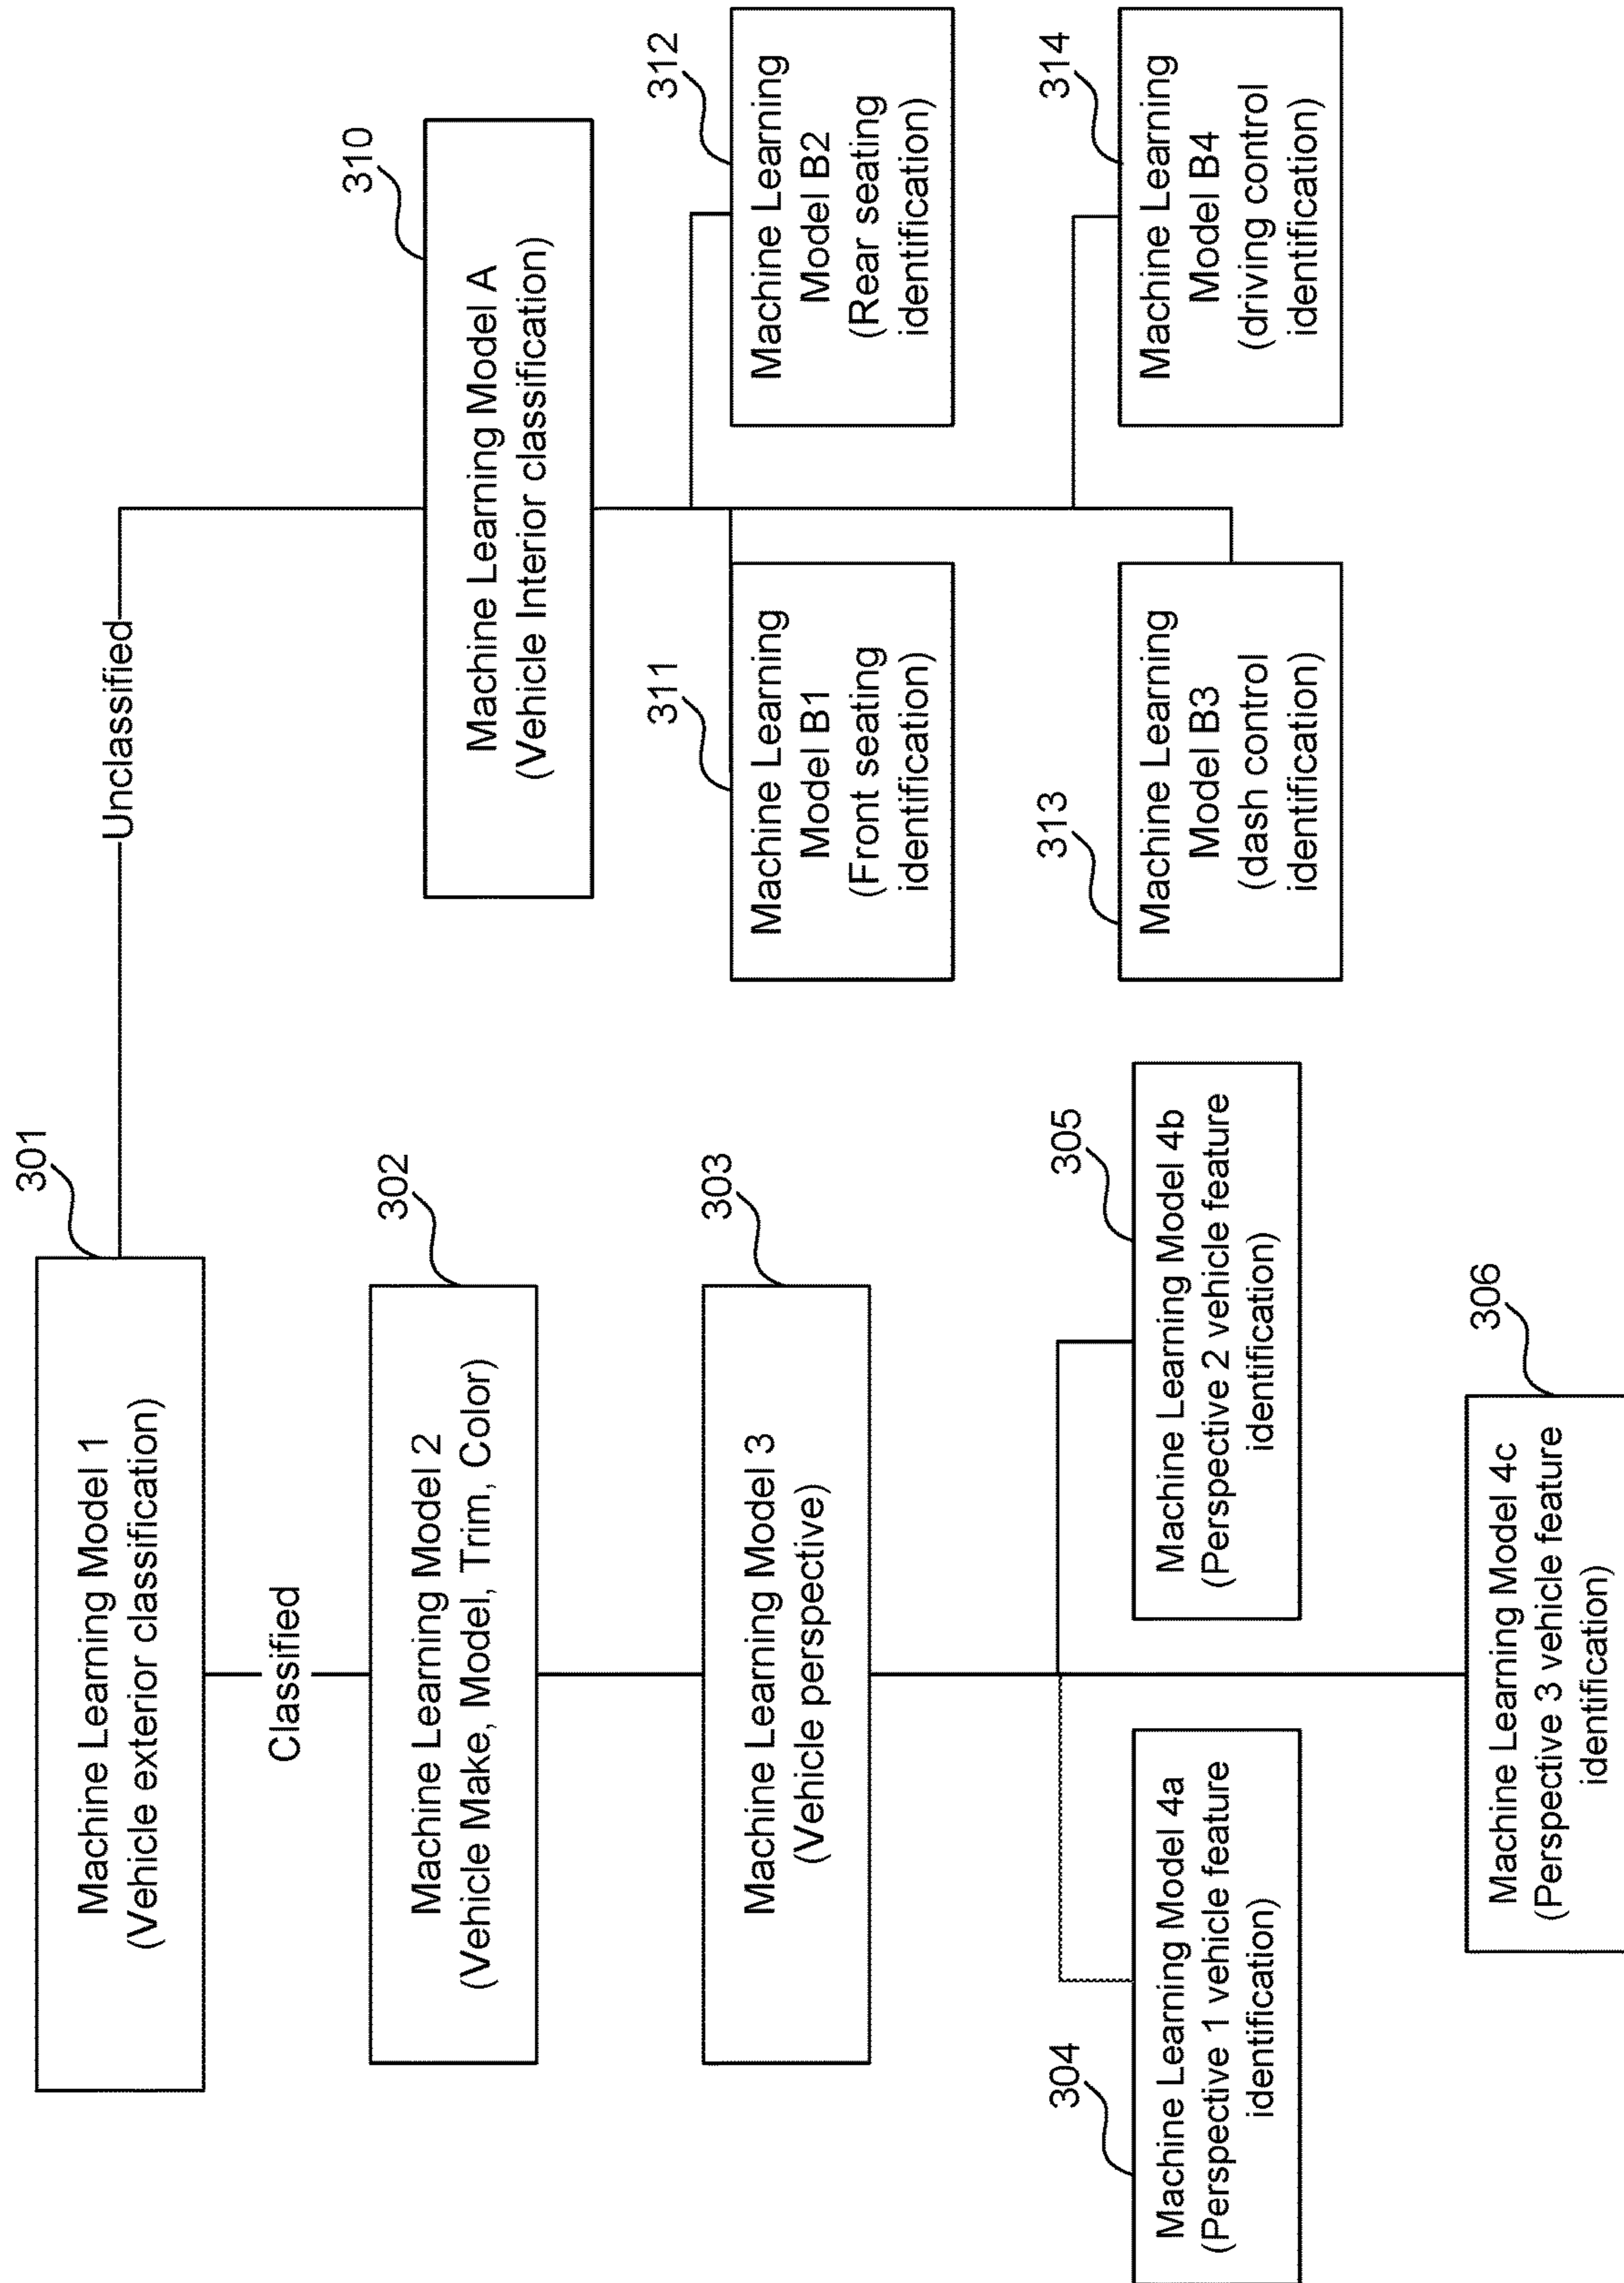 301
Machine Learning Model 1
(Vehicle exterior classification)
Unclassified
Classified
302
Machine Learning Model 2
(Vehicle Make, Model, Trim, Color)
303
Machine Learning Model 3
(Vehicle perspective)
304
Machine Learning Model 4a
(Perspective 1 vehicle feature
identification)
305
Machine Learning Model 4b
(Perspective 2 vehicle feature
identification)
306
Machine Learning Model 4c
(Perspective 3 vehicle feature
identification)
310
Machine Learning Model A
(Vehicle Interior classification)
311
Machine Learning
Model B1
(Front seating
identification)
312
Machine Learning
Model B2
(Rear seating
identification)
313
Machine Learning
Model B3
(dash control
identification)
314
Machine Learning
Model B4
(driving control
identification)